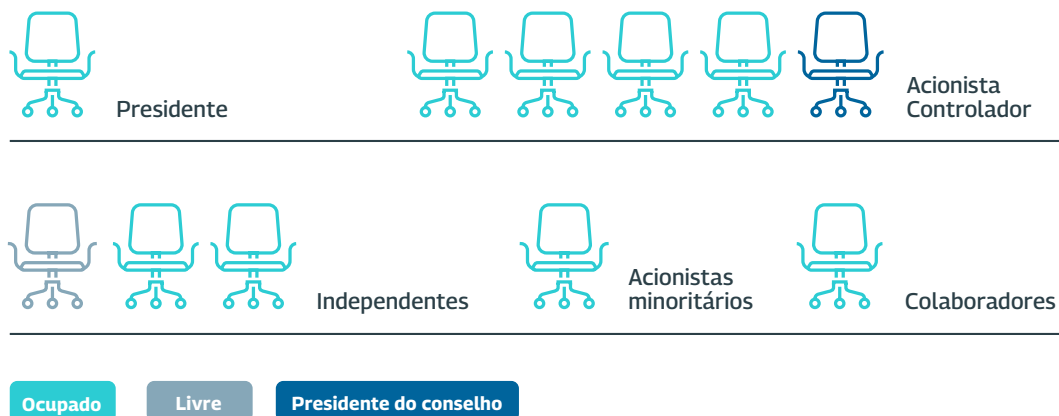 Presidente
Acionista
Controlador
Independentes
Acionistas
minoritários
Colaboradores
Ocupado
Livre
Presidente do conselho